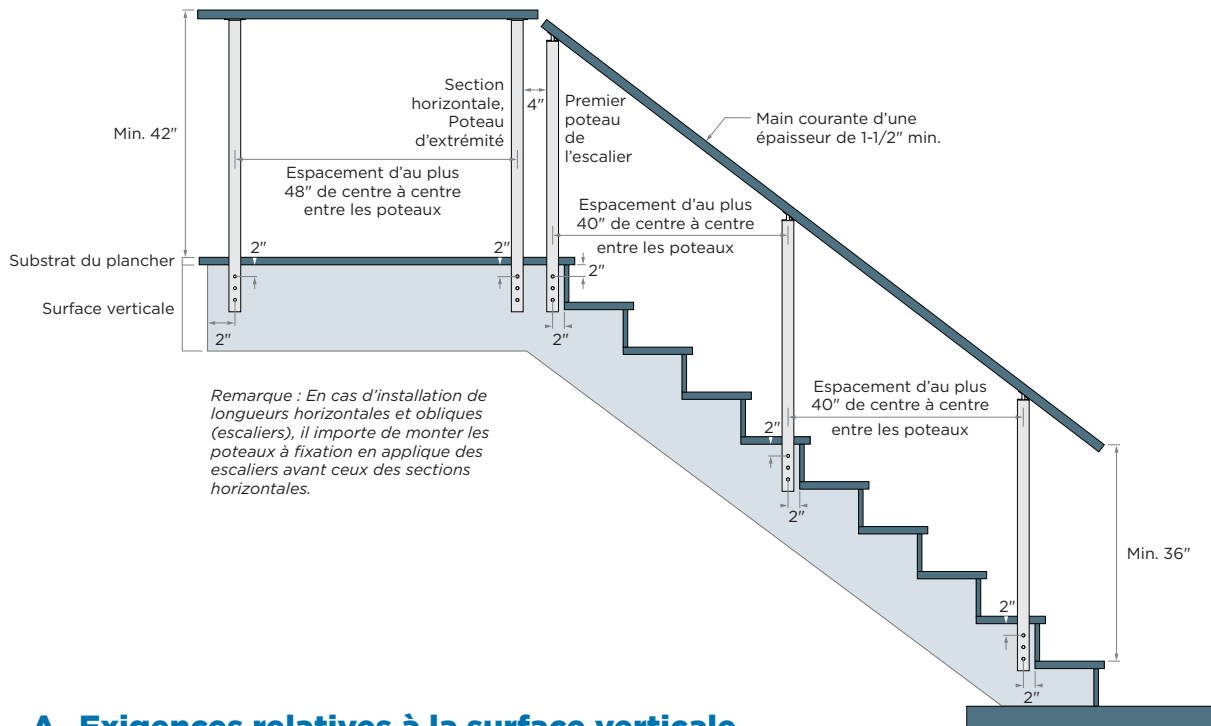 Min. 42"
Section
horizontale,
Poteau
d'extrémité
4"
Premier
poteau
de
l'escalier
Main courante d'une
épaisseur de 1-1/2" min.
Espacement d'au plus
48" de centre à centre
entre les poteaux
Espacement d'au plus
40" de centre à centre
entre les poteaux
Substrat du plancher
2"
2"
2"
Surface verticale
2"
2"
Remarque : En cas d'installation de
longueurs horizontales et obliques
(escaliers), il importe de monter les
poteaux à fixation en applique des
escaliers avant ceux des sections
horizontales.
Espacement d'au plus
40" de centre à centre
entre les poteaux
2"
2"
Min. 36"
2"
2"
A. Exigences relatives à la surface verticale